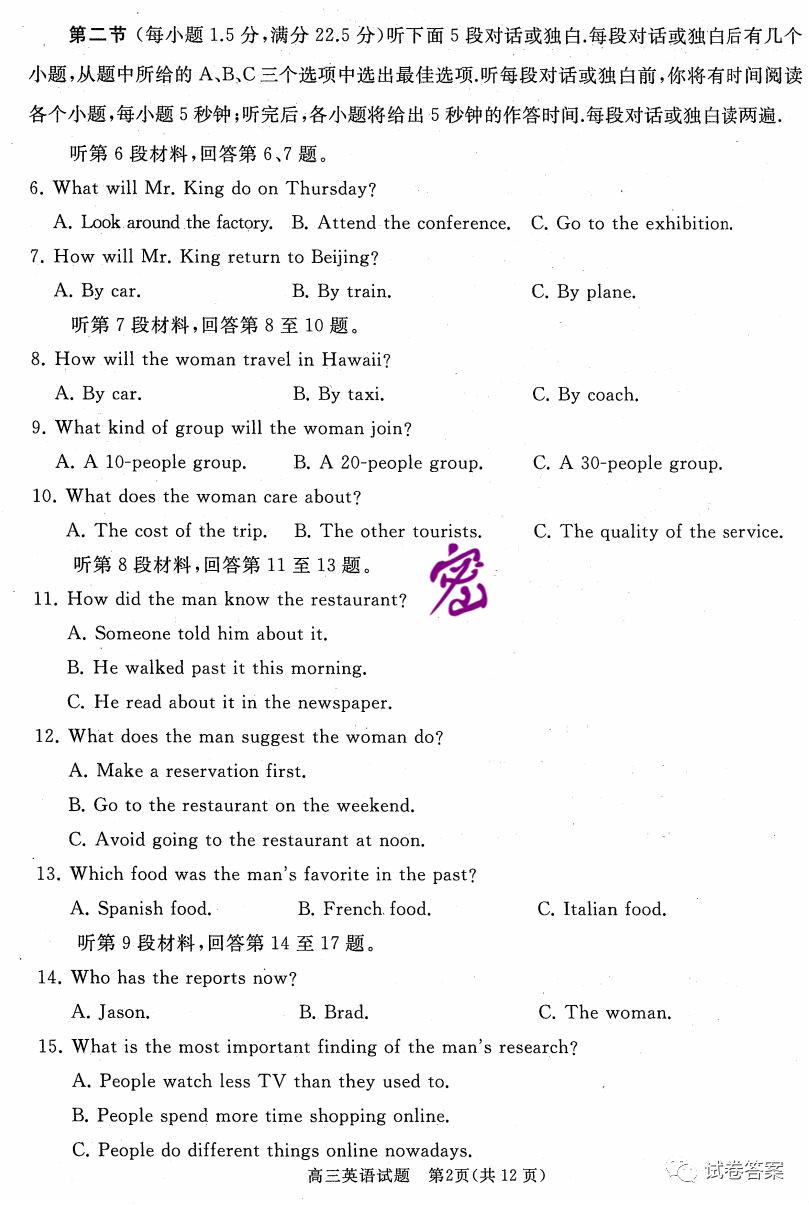 第二节 (每小题 1.5 分,满分 22.5 分)听下面 5 段对话或独白.每段对话或独白后有几个
小题,从题中所给的 A、B、C 三个选项中选出最佳选项.听每段对话或独白前,你将有时间阅读
各个小题,每小题 5 秒钟;听完后,各小题将给出 5 秒钟的作答时间.每段对话或独白读两遍.
听第 6 段材料,回答第 6、7 题。
6. What will Mr. King do on Thursday?
A. Look around the factory. B. Attend the conference. C. Go to the exhibition.
7. How will Mr. King return to Beijing?
A. By car. B. By train. C. By plane.
听第 7 段材料,回答第 8 至 10 题。
8. How will the woman travel in Hawaii?
A. By car. B. By taxi. C. By coach.
9. What kind of group will the woman join?
A. A 10-people group. B. A 20-people group. C. A 30-people group.
10. What does the woman care about?
A. The cost of the trip. B. The other tourists. C. The quality of the service.
听第 8 段材料,回答第 11 至 13 题。
密
11. How did the man know the restaurant?
A. Someone told him about it.
B. He walked past it this morning.
C. He read about it in the newspaper.
12. What does the man suggest the woman do?
A. Make a reservation first.
B. Go to the restaurant on the weekend.
C. Avoid going to the restaurant at noon.
13. Which food was the man's favorite in the past?
A. Spanish food. B. French food. C. Italian food.
听第 9 段材料,回答第 14 至 17 题。
14. Who has the reports now?
A. Jason. B. Brad. C. The woman.
15. What is the most important finding of the man's research?
A. People watch less TV than they used to.
B. People spend more time shopping online.
C. People do different things online nowadays.
高三英语试题 第2页(共 12 页)
试卷答案